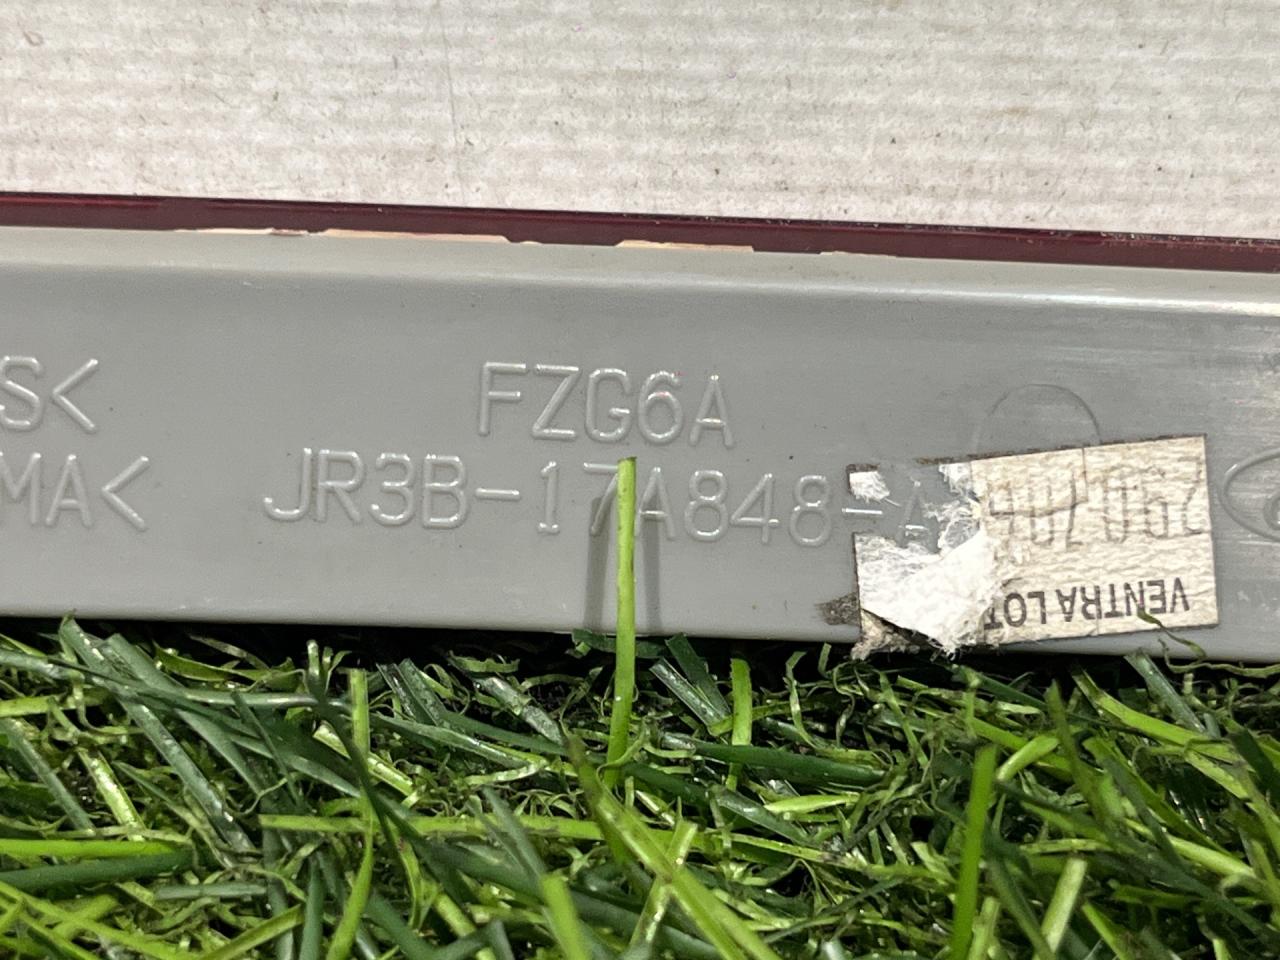 S<
FZG6A
MA<
JR3B-17A848-A
VENTRA LOT